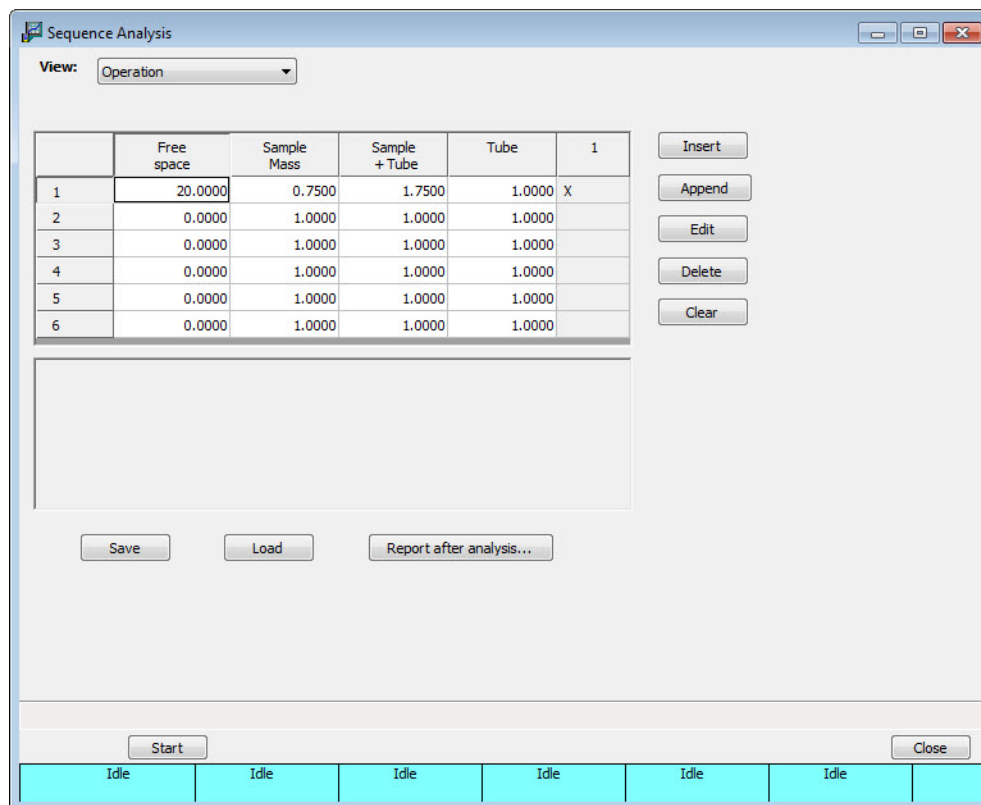 Sequence Analysis
View: Operation
Free space Sample Mass Sample + Tube Tube 1
1 20.0000 0.7500 1.7500 1.0000 X
2 0.0000 1.0000 1.0000 1.0000
3 0.0000 1.0000 1.0000 1.0000
4 0.0000 1.0000 1.0000 1.0000
5 0.0000 1.0000 1.0000 1.0000
6 0.0000 1.0000 1.0000 1.0000
Insert
Append
Edit
Delete
Clear
Save Load Report after analysis...
Start Close
Idle Idle Idle Idle Idle Idle